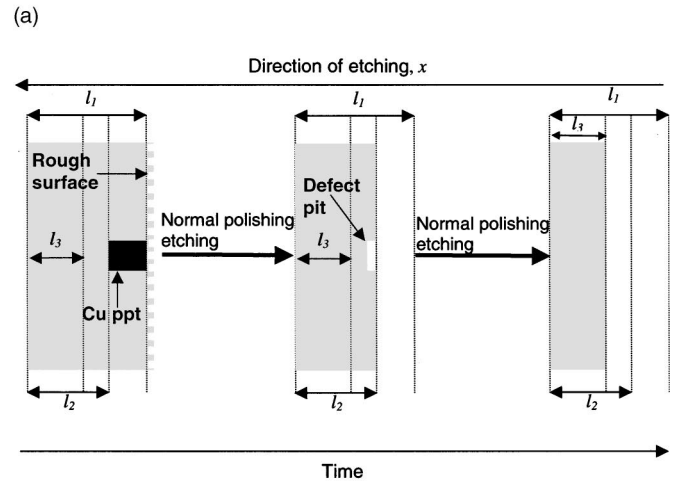 (a)
Direction of etching, x
l1
l1
l1
l3
Rough
surface
Defect
pit
Normal polishing
etching
Normal polishing
etching
l3
l3
Cu ppt
l2
l2
l2
Time